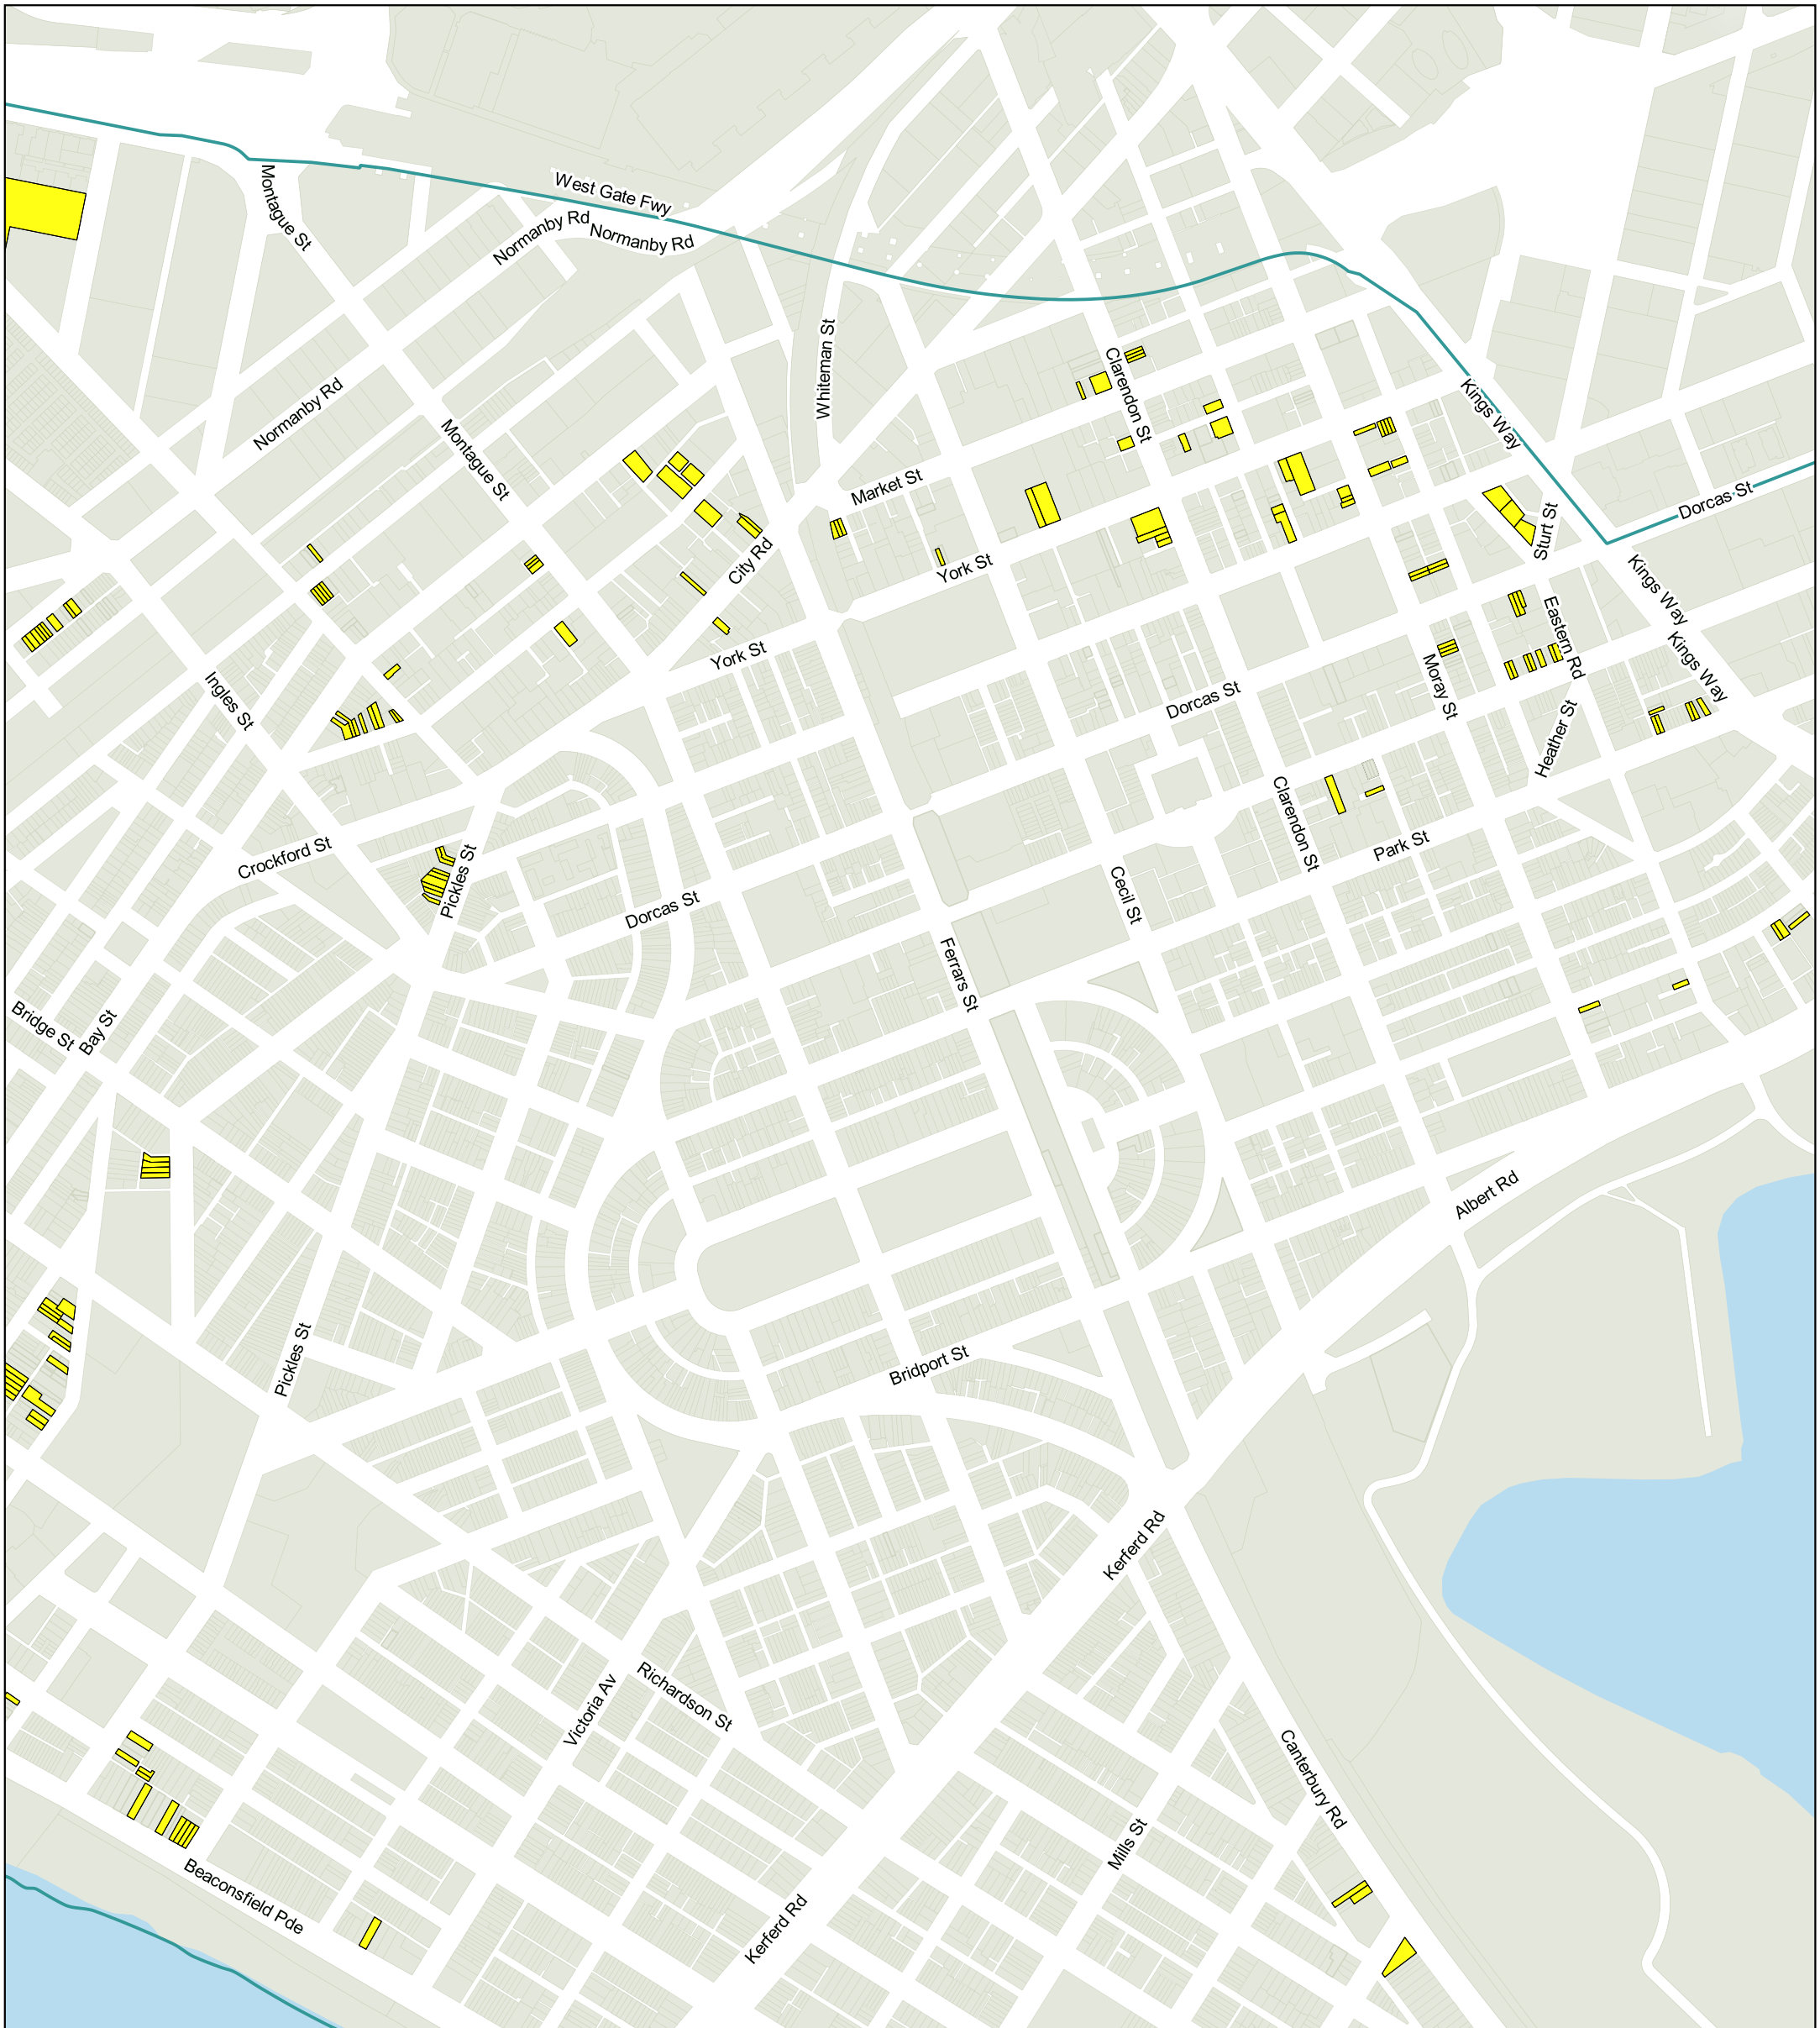 West Gate Fwy
Montague St
Normanby Rd
Normanby Rd
Whiteman St
Clarendon St
Kings Way
Normanby Rd
Montague St
Market St
Dorcas St
Sturt St
City Rd
York St
Kings Way
Eastern Rd
York St
Kings Way
Ingles St
Dorcas St
Moray St
Heather St
Clarendon St
Park St
Crockford St
Pickles St
Cecil St
Dorcas St
Ferrars St
Bridge St
Bay St
Albert Rd
Pickles St
Bridport St
Kerferd Rd
Richardson St
Victoria Av
Canterbury Rd
Mills St
Beaconsfield Pde
Kerferd Rd